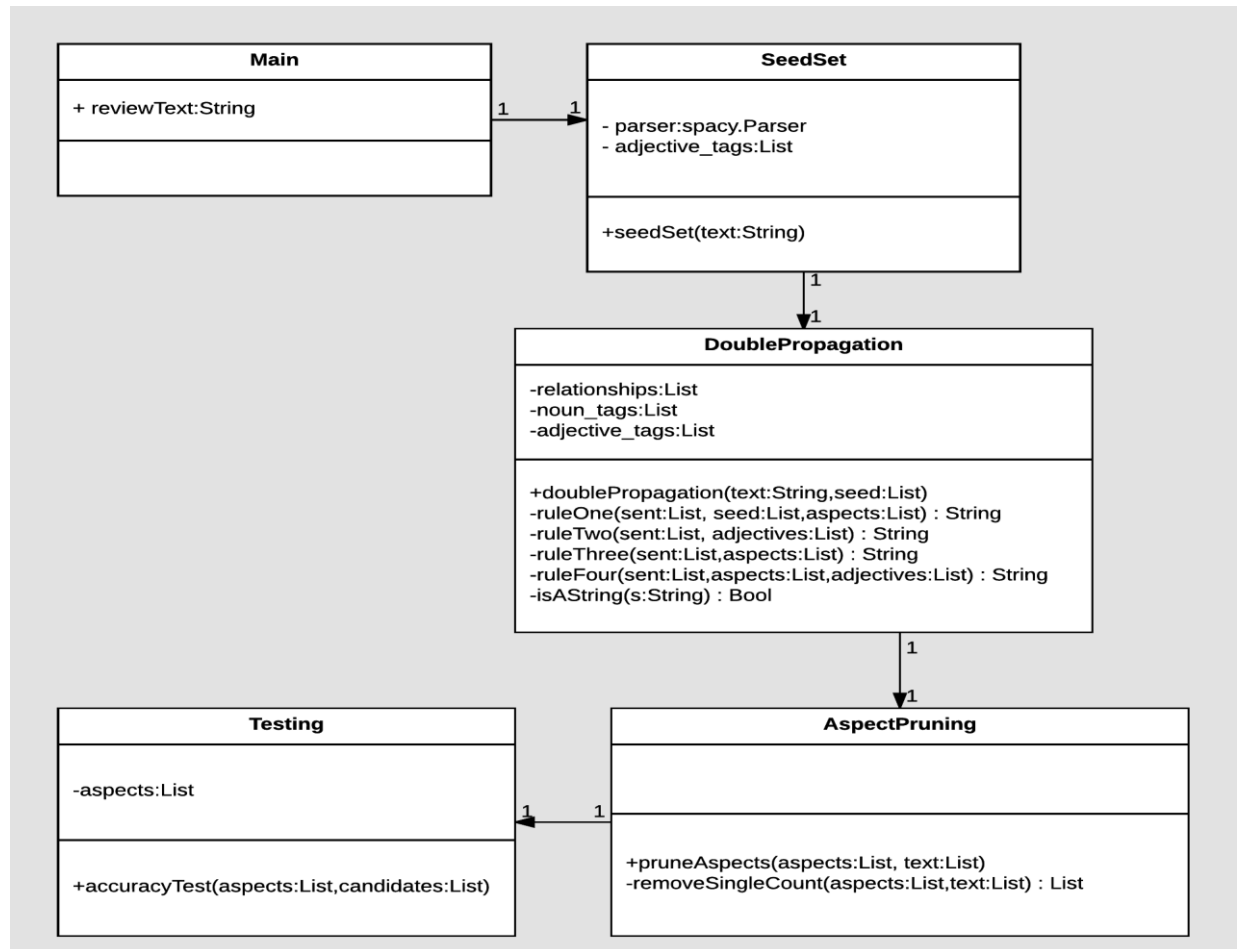 Main
+ reviewText:String
1
1
SeedSet
- parser:spacy.Parser
- adjective_tags:List
+seedSet(text:String)
1
1
DoublePropagation
-relationships:List
-noun_tags:List
-adjective_tags:List
+doublePropagation(text:String,seed:List)
-ruleOne(sent:List, seed:List,aspects:List) : String
-ruleTwo(sent:List, adjectives:List) : String
-ruleThree(sent:List,aspects:List) : String
-ruleFour(sent:List,aspects:List,adjectives:List) : String
-isAString(s:String) : Bool
1
1
Testing
-aspects:List
+accuracyTest(aspects:List,candidates:List)
1
1
AspectPruning
+pruneAspects(aspects:List, text:List)
-removeSingleCount(aspects:List,text:List) : List